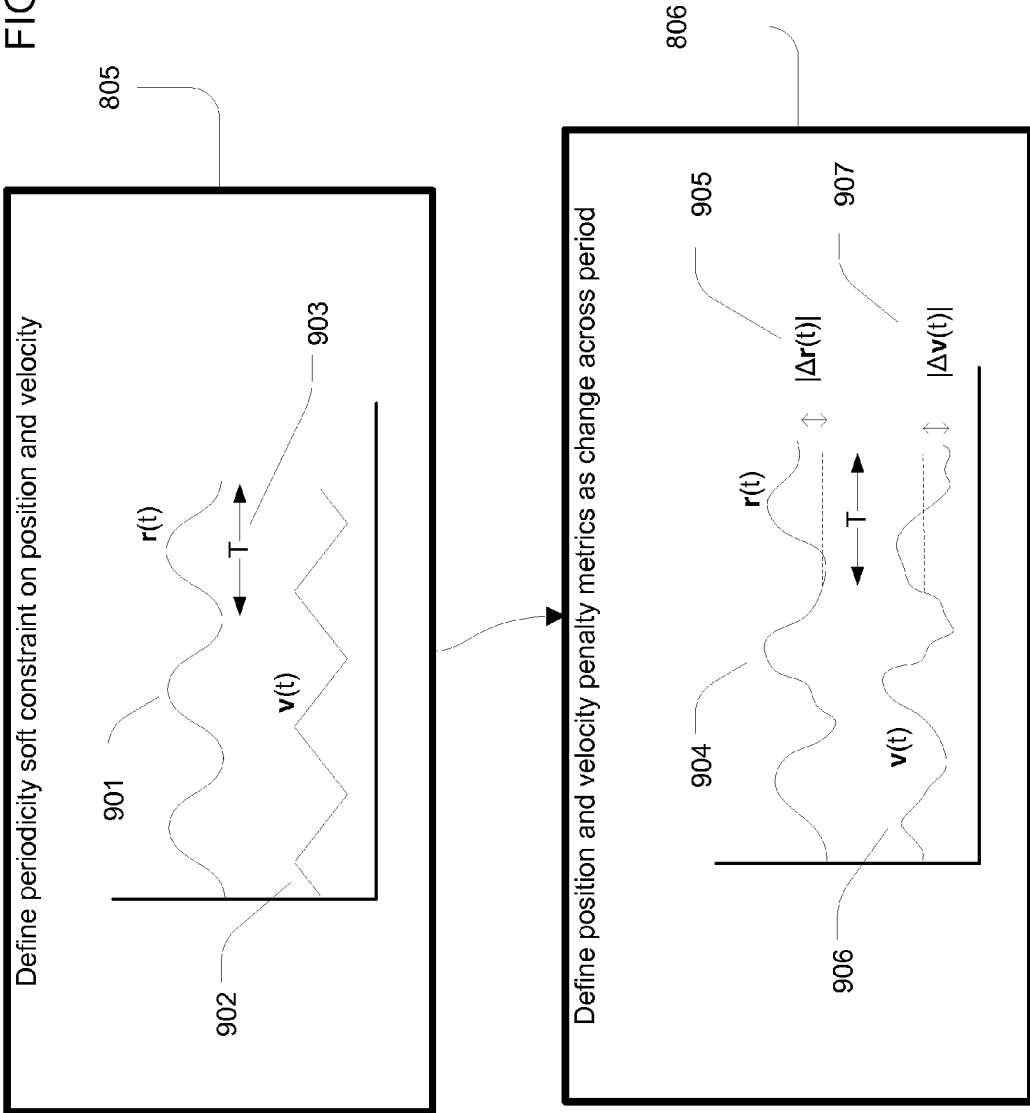 FIG
805
Define periodicity soft constraint on position and velocity
901
r(t)
T
903
v(t)
902
806
Define position and velocity penalty metrics as change across period
905
907
904
r(t)
|Δr(t)|
T
v(t)
|Δv(t)|
906